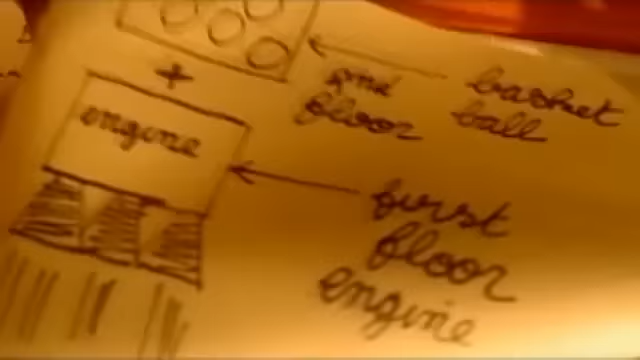 +
2nd basket
floor ball
engine
first
floor
engine